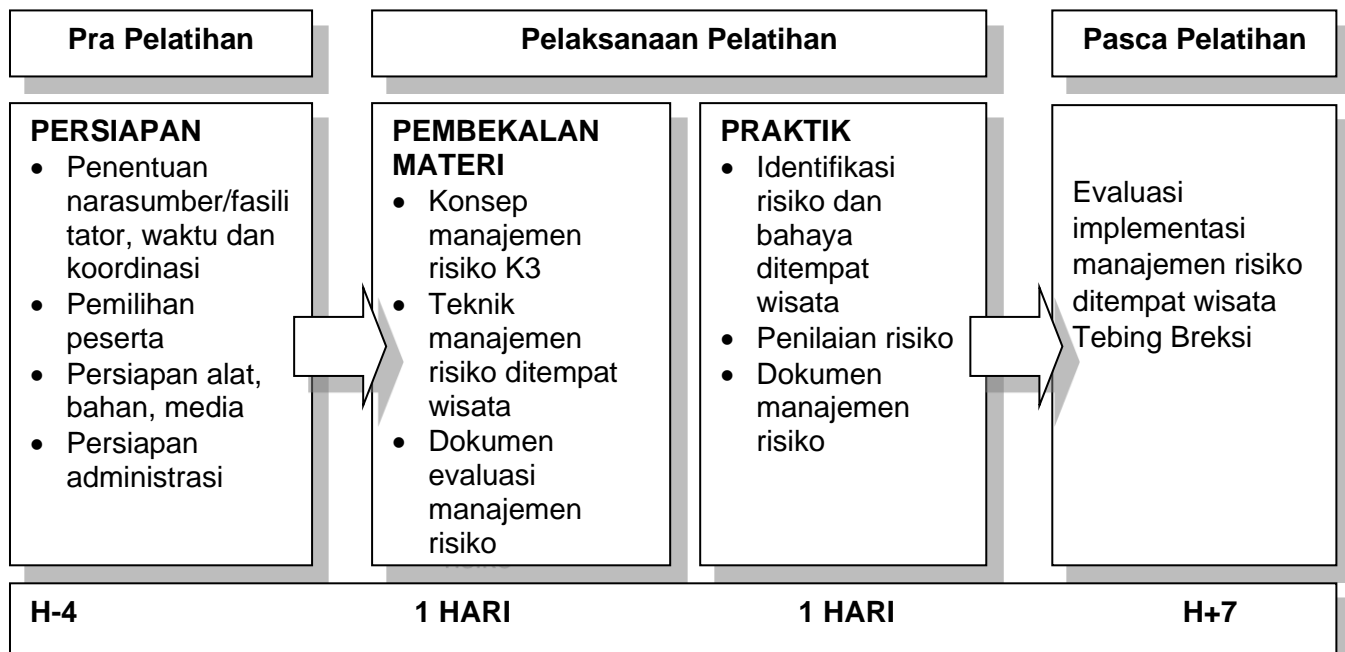 Pra Pelatihan
Pelaksanaan Pelatihan
Pasca Pelatihan
PERSIAPAN
• Penentuan
narasumber/fasili
tator, waktu dan
koordinasi
• Pemilihan
peserta
• Persiapan alat,
bahan, media
• Persiapan
administrasi
PEMBEKALAN
MATERI
• Konsep
manajemen
risiko K3
• Teknik
manajemen
risiko ditempat
wisata
• Dokumen
evaluasi
manajemen
risiko
PRAKTIK
• Identifikasi
risiko dan
bahaya
ditempat
wisata
• Penilaian risiko
• Dokumen
manajemen
risiko
Evaluasi
implementasi
manajemen risiko
ditempat wisata
Tebing Breksi
H-4 1 HARI 1 HARI H+7